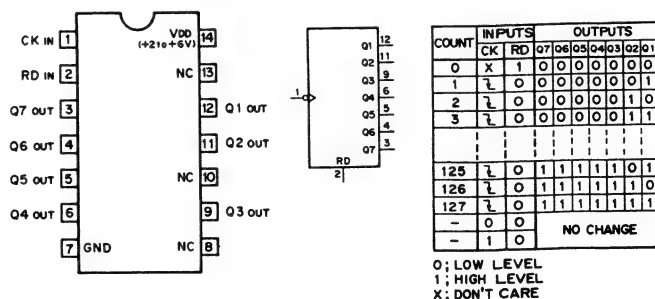 CK IN 1
RD IN 2
Q7 OUT 3
Q6 OUT 4
Q5 OUT 5
Q4 OUT 6
7 GND
VDD 14
(+2 TO +6V)
NC 13
12 Q1 OUT
11 Q2 OUT
NC 10
9 Q3 OUT
NC 8
1
Q1 12
Q2 11
Q3 9
Q4 6
Q5 5
Q6 4
Q7 3
RD
2
COUNT INPUTS OUTPUTS
CK RD Q7 Q6 Q5 Q4 Q3 Q2 Q1
0 X 1 0 0 0 0 0 0 0
1 0 0 0 0 0 0 0 1
2 0 0 0 0 0 0 1 0
3 0 0 0 0 0 0 1 1
125 0 1 1 1 1 1 0 1
126 0 1 1 1 1 1 1 0
127 0 1 1 1 1 1 1 1
- 0 0 NO CHANGE
- 1 0
0; LOW LEVEL
1; HIGH LEVEL
X; DON'T CARE